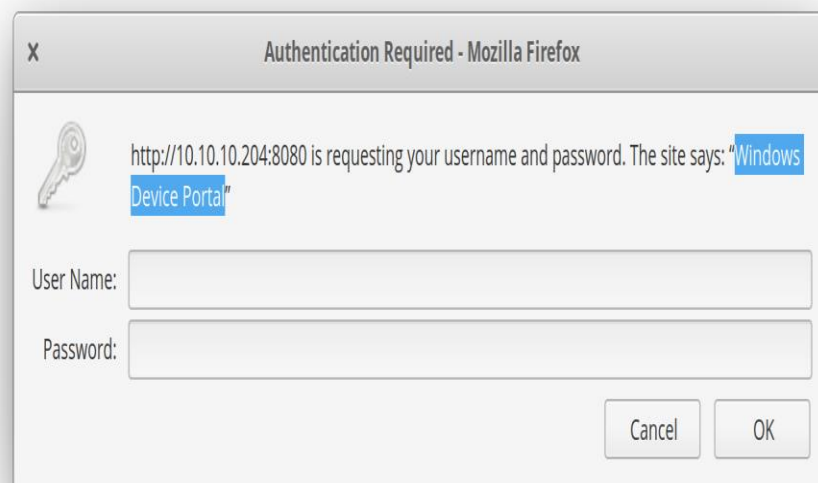 x
Authentication Required - Mozilla Firefox
http://10.10.10.204:8080 is requesting your username and password. The site says: “Windows
Device Portal”
User Name:
Password:
Cancel
OK